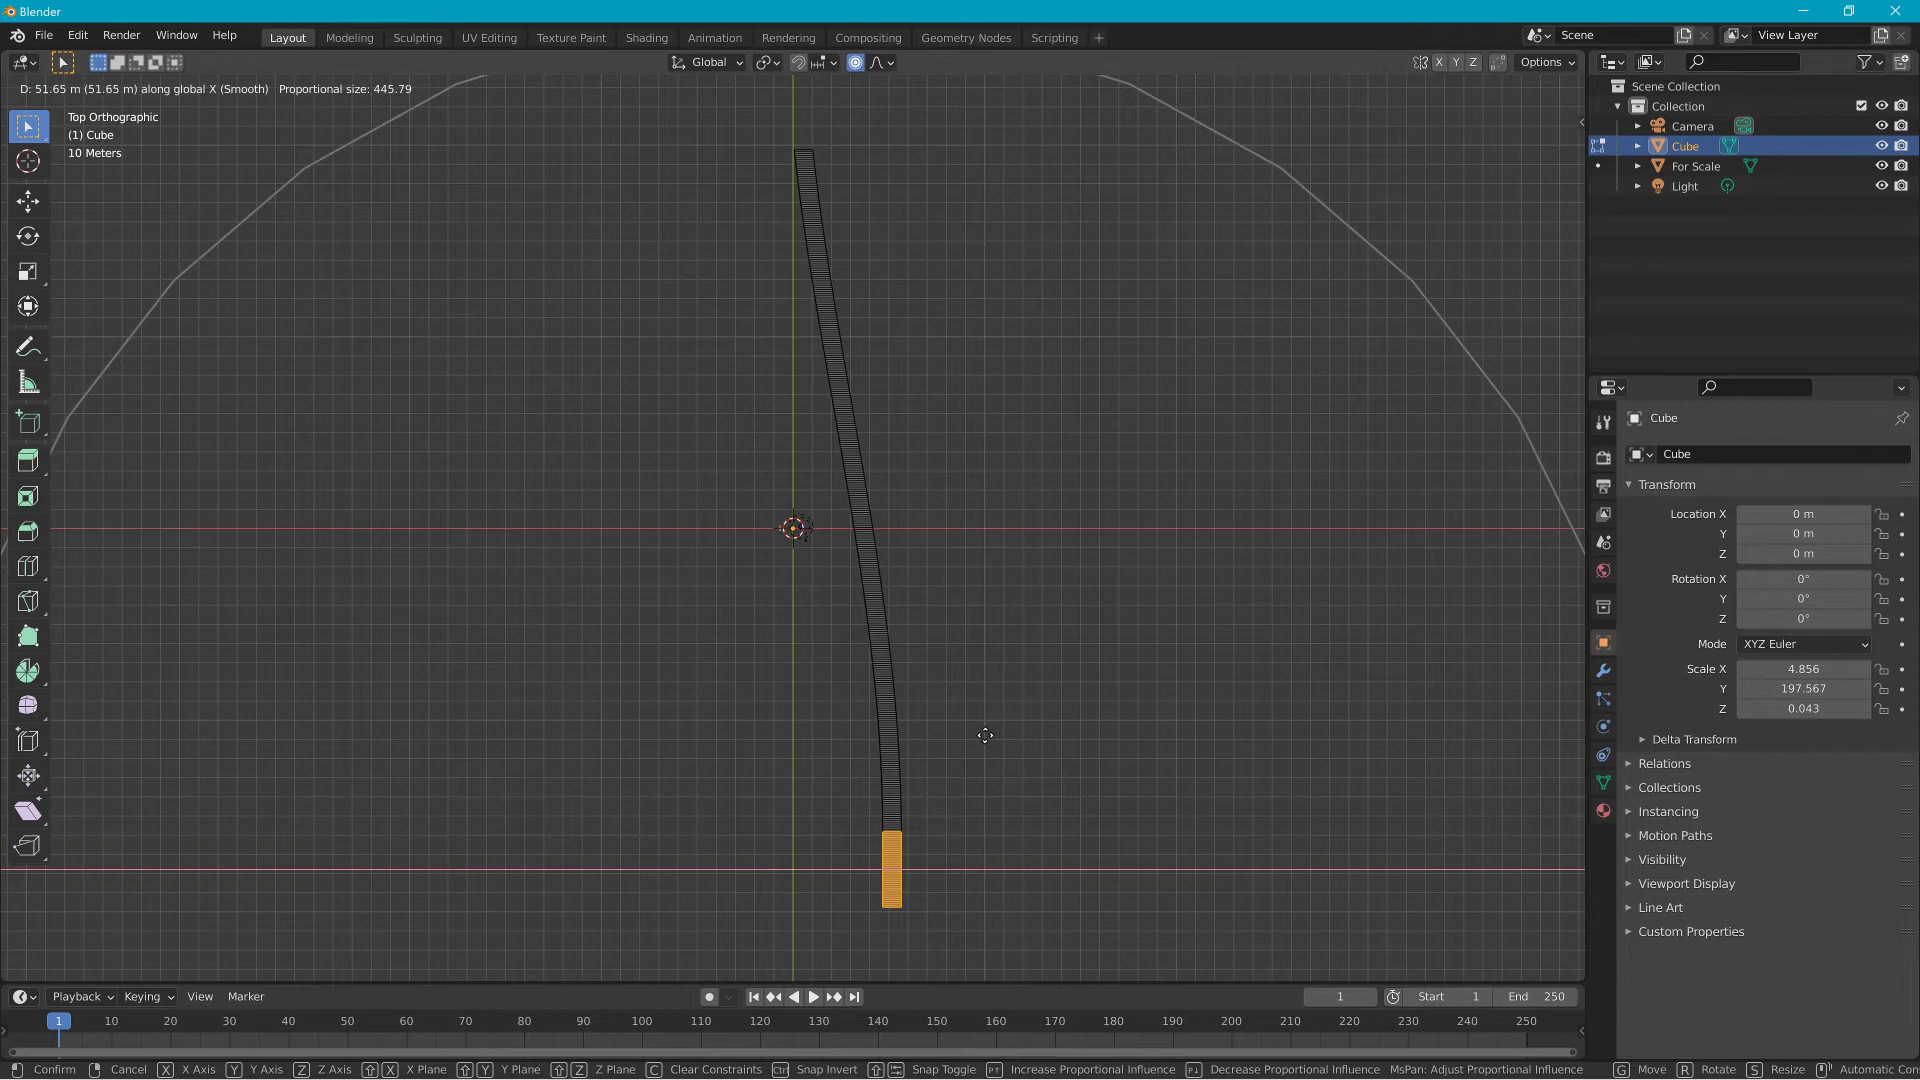 Blender
File Edit Render Window Help
Layout Modeling Sculpting UV Editing Texture Paint Shading Animation Rendering Compositing Geometry Nodes Scripting +
Scene
View Layer
Global
X Y Z
Options
D: 51.65 m (51.65 m) along global X (Smooth) Proportional size: 445.79
Top Orthographic
(1) Cube
10 Meters
Scene Collection
Collection
Camera
Cube
For Scale
Light
Cube
Cube
Transform
Location X 0 m
Y 0 m
Z 0 m
Rotation X 0°
Y 0°
Z 0°
Mode XYZ Euler
Scale X 4.856
Y 197.567
Z 0.043
Delta Transform
Relations
Collections
Instancing
Motion Paths
Visibility
Viewport Display
Line Art
Custom Properties
Playback Keying View Marker
1 Start 1 End 250
1 10 20 30 40 50 60 70 80 90 100 110 120 130 140 150 160 170 180 190 200 210 220 230 240 250
Confirm Cancel X X Axis Y Y Axis Z Z Axis X X Plane Y Y Plane Z Z Plane C Clear Constraints Ctrl Snap Invert Snap Toggle Increase Proportional Influence Decrease Proportional Influence MsPan: Adjust Proportional Influence G Move R Rotate S Resize Automatic Con